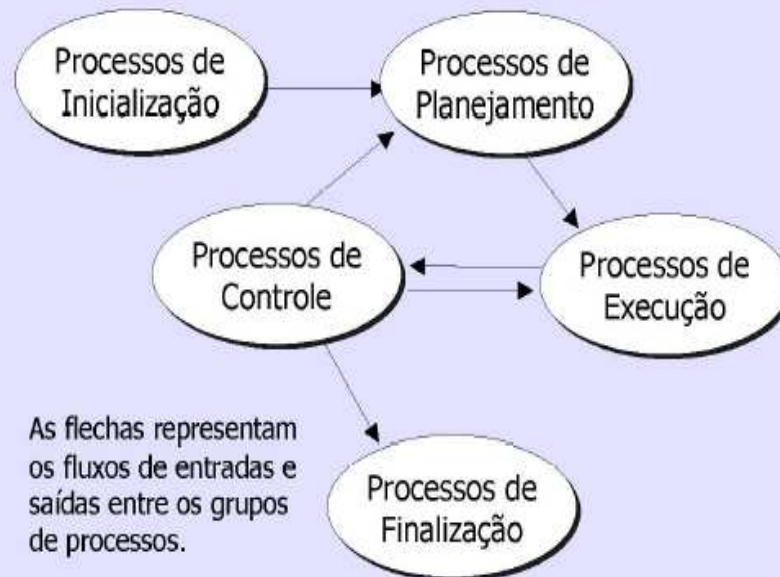 Processos de
Inicialização
Processos de
Planejamento
Processos de
Controle
Processos de
Execução
As flechas representam
os fluxos de entradas e
saídas entre os grupos
de processos.
Processos de
Finalização